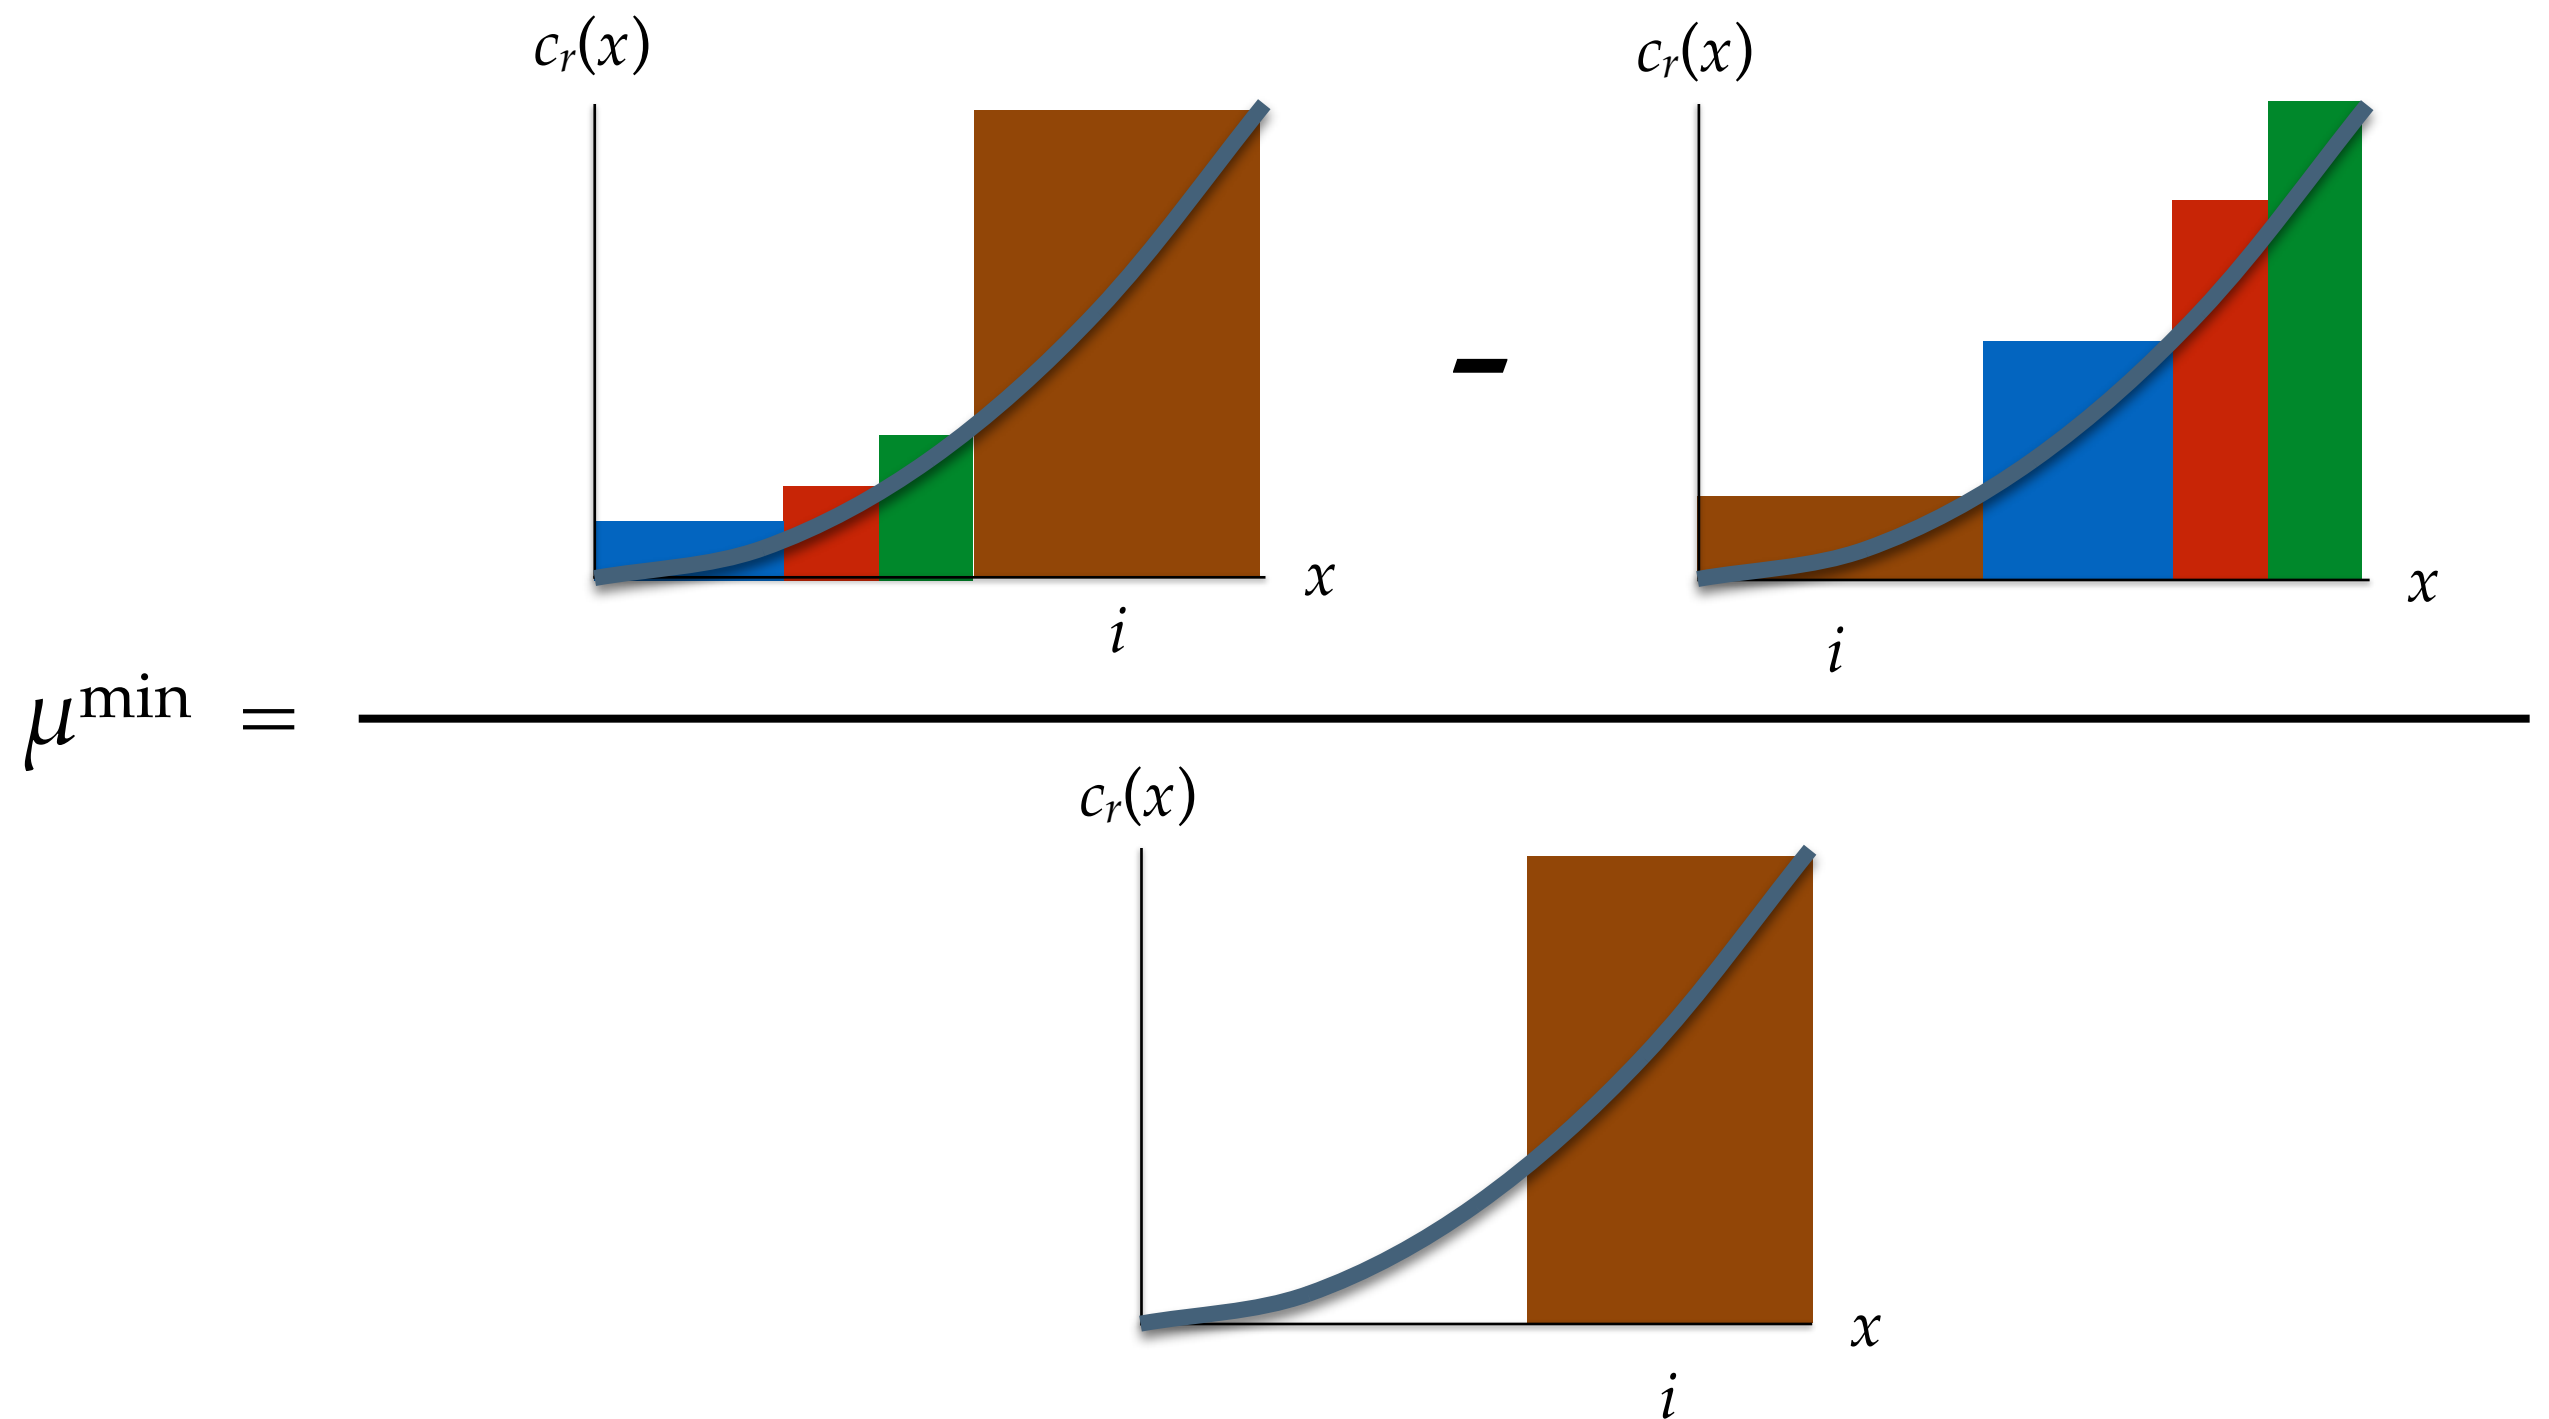 c_r(x)
c_r(x)
-
x
x
i
i
μ^min =
c_r(x)
x
i